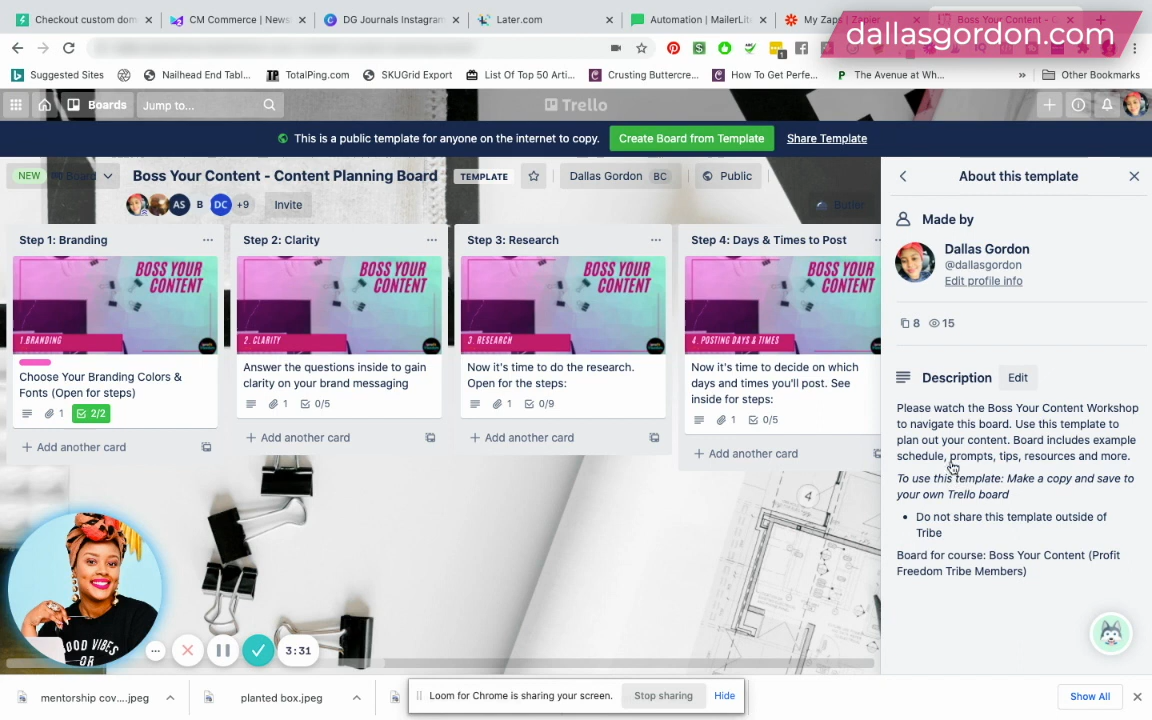 Checkout custom dom
CM Commerce | News
DG Journals Instagram
Later.com
Automation | MailerLit
My Zaps | Zapier
Boss Your Content - C
dallasgordon.com
Suggested Sites
Nailhead End Tabl...
TotalPing.com
SKUGrid Export
List Of Top 50 Arti...
Crusting Buttercre...
How To Get Perfe...
The Avenue at Wh...
»
Other Bookmarks
Boards
Jump to...
Trello
This is a public template for anyone on the internet to copy.
Create Board from Template
Share Template
NEW
Board
Boss Your Content - Content Planning Board
TEMPLATE
Dallas Gordon BC
Public
AS
B
DC
+9
Invite
Butler
Step 1: Branding
Step 2: Clarity
Step 3: Research
Step 4: Days & Times to Post
BOSS YOUR
CONTENT
1.BRANDING
BOSS YOUR
CONTENT
2. CLARITY
BOSS YOUR
CONTENT
3. RESEARCH
BOSS YOUR
CONTENT
4. POSTING DAYS & TIMES
Choose Your Branding Colors &
Fonts (Open for steps)
1
2/2
Add another card
Answer the questions inside to gain
clarity on your brand messaging
1
0/5
Add another card
Now it's time to do the research.
Open for the steps:
1
0/9
Add another card
Now it's time to decide on which
days and times you'll post. See
inside for steps:
1
0/5
Add another card
About this template
Made by
Dallas Gordon
@dallasgordon
Edit profile info
8
15
Description
Edit
Please watch the Boss Your Content Workshop
to navigate this board. Use this template to
plan out your content. Board includes example
schedule, prompts, tips, resources and more.
To use this template: Make a copy and save to
your own Trello board
• Do not share this template outside of
Tribe
Board for course: Boss Your Content (Profit
Freedom Tribe Members)
4
GOOD VIBES
OR
3:31
mentorship cov....jpeg
planted box.jpeg
Loom for Chrome is sharing your screen.
Stop sharing
Hide
Show All